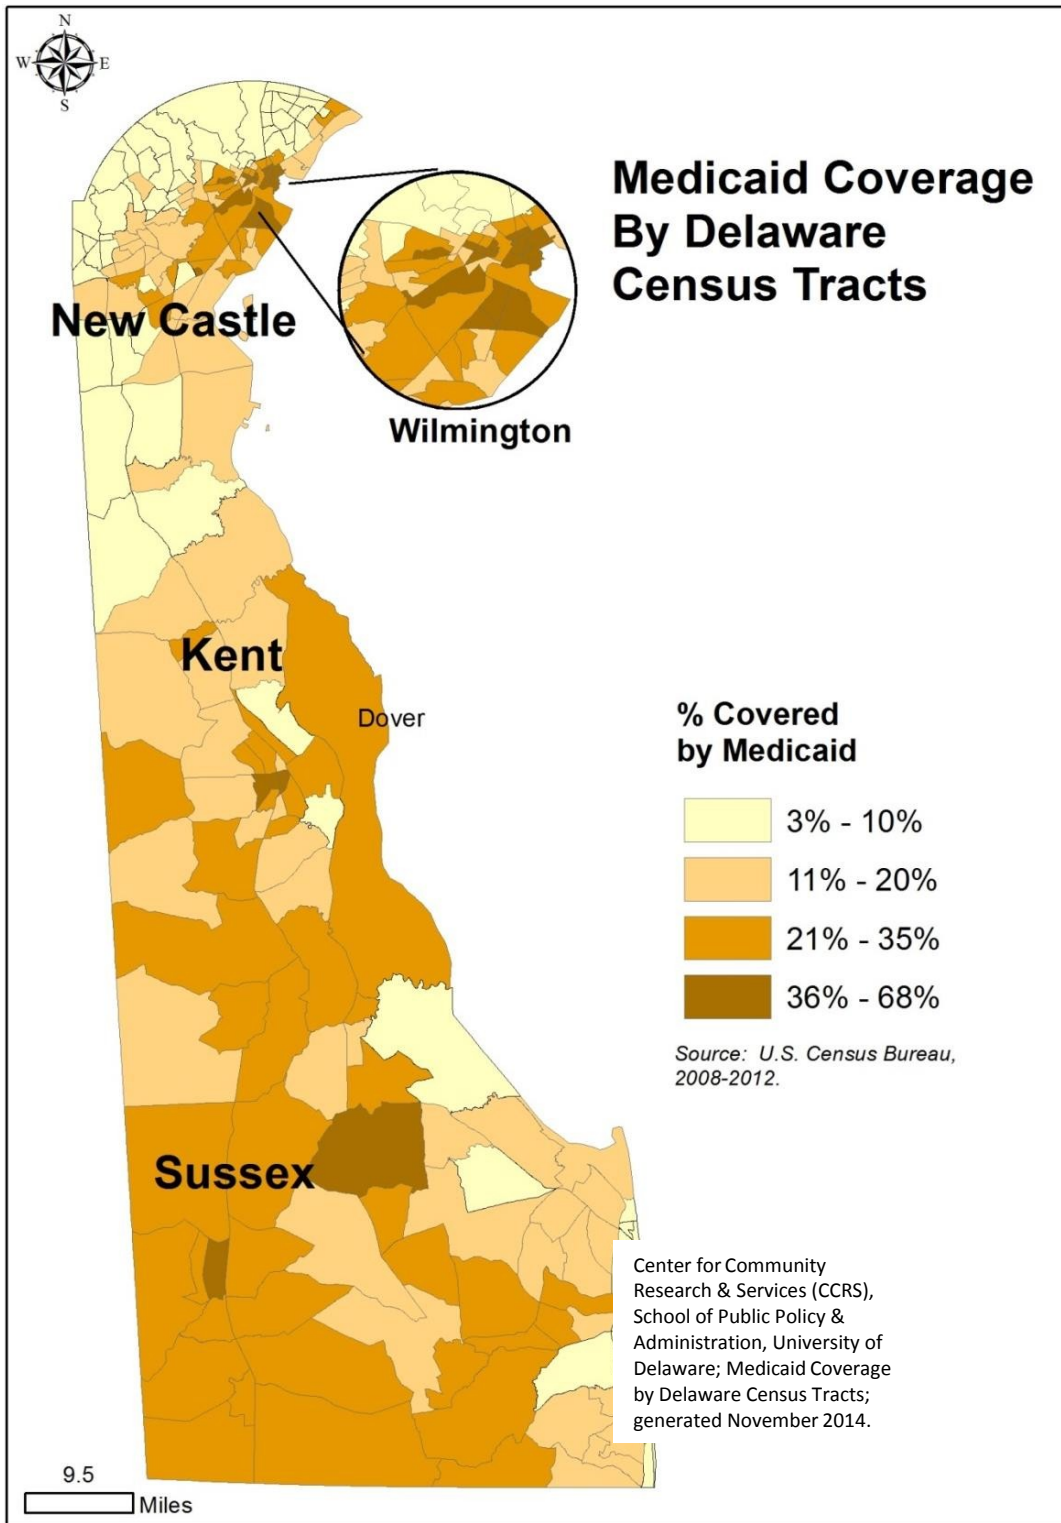 N
W E
S
Medicaid Coverage
By Delaware
Census Tracts
New Castle
Wilmington
Kent
Dover
% Covered
by Medicaid
3% - 10%
11% - 20%
21% - 35%
36% - 68%
Source: U.S. Census Bureau,
2008-2012.
Sussex
Center for Community
Research & Services (CCRS),
School of Public Policy &
Administration, University of
Delaware; Medicaid Coverage
by Delaware Census Tracts;
generated November 2014.
9.5
Miles